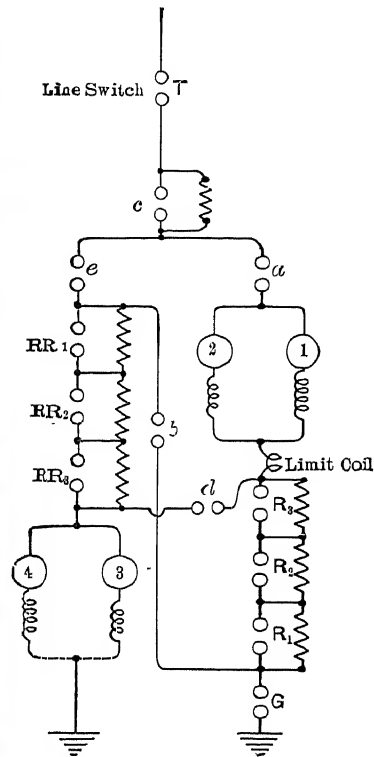 Line Switch T
c
e
a
RR1
2
1
RR2
b
Limit Coil
RR3
d
R3
4
3
R2
R1
G